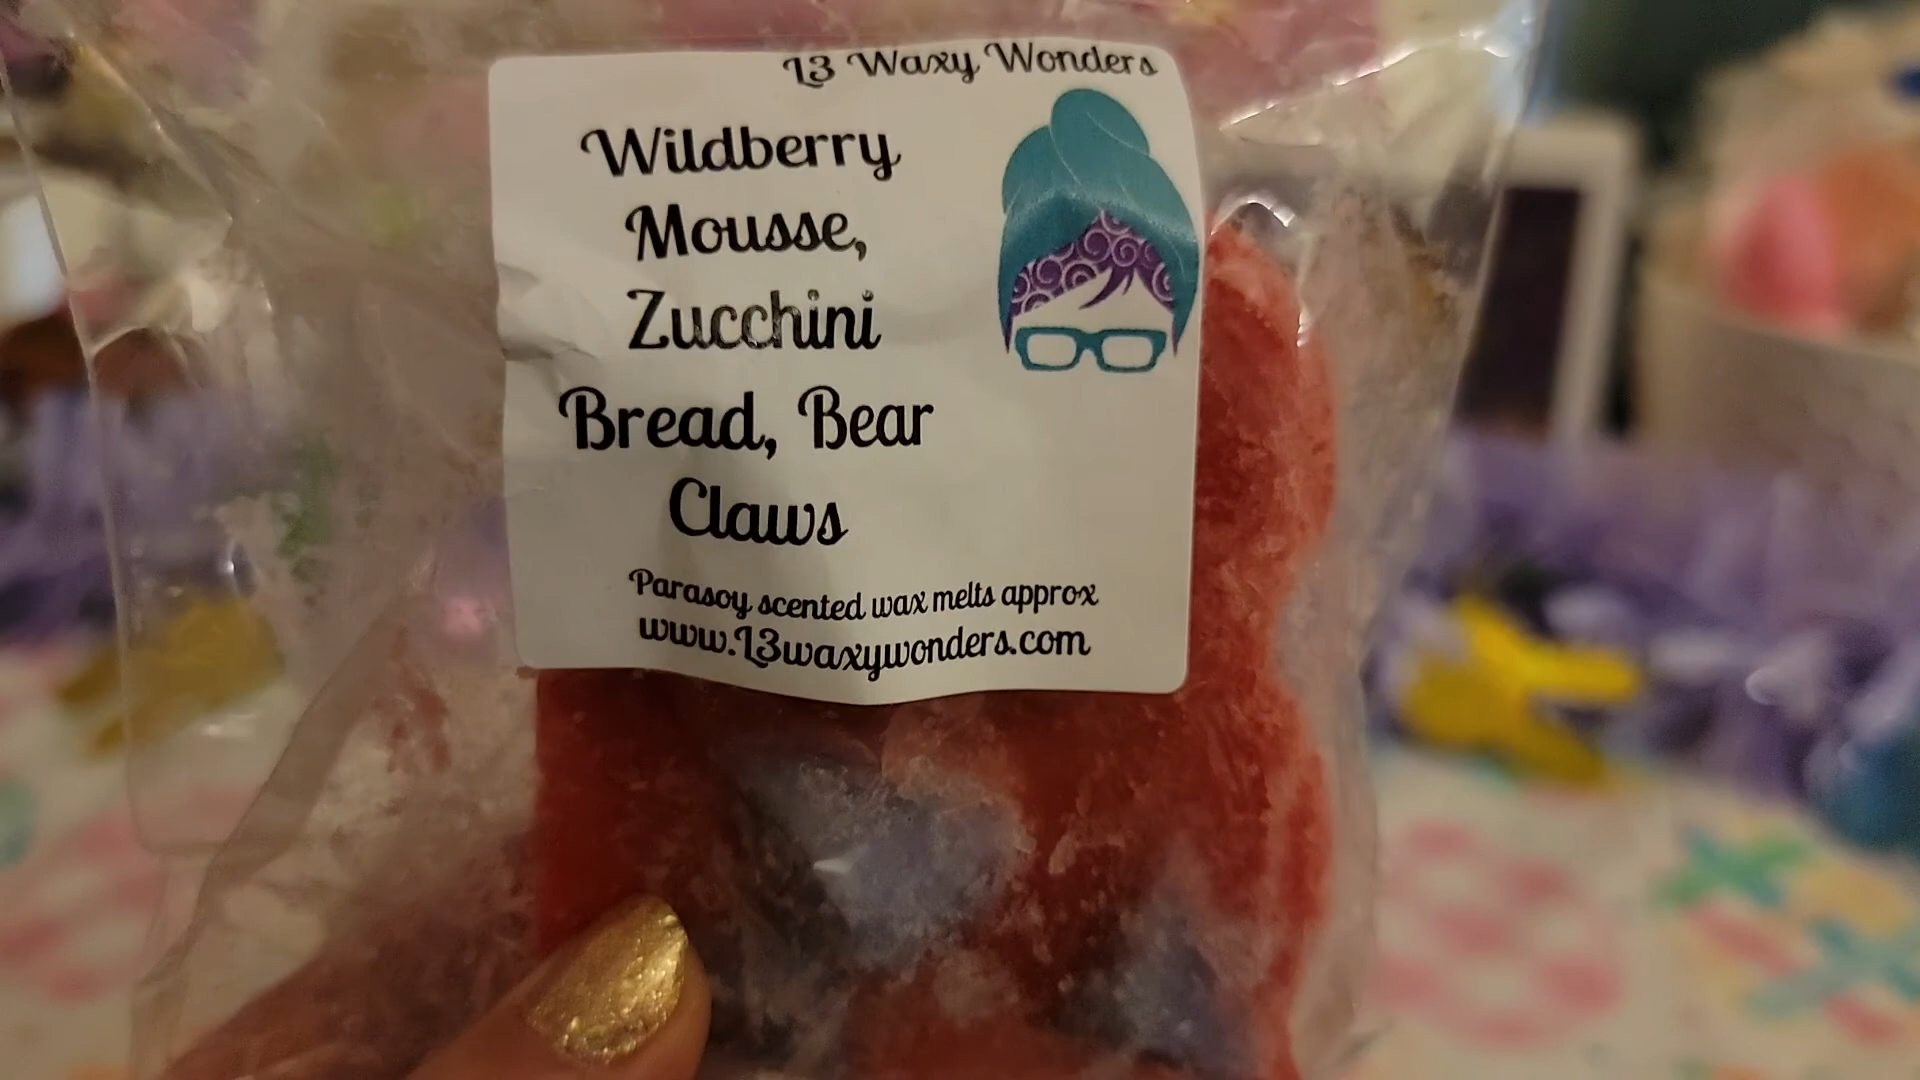 L3 Waxy Wonders
Wildberry
Mousse,
Zucchini
Bread, Bear
Claws
Parasoy scented wax melts approx
www.L3waxywonders.com